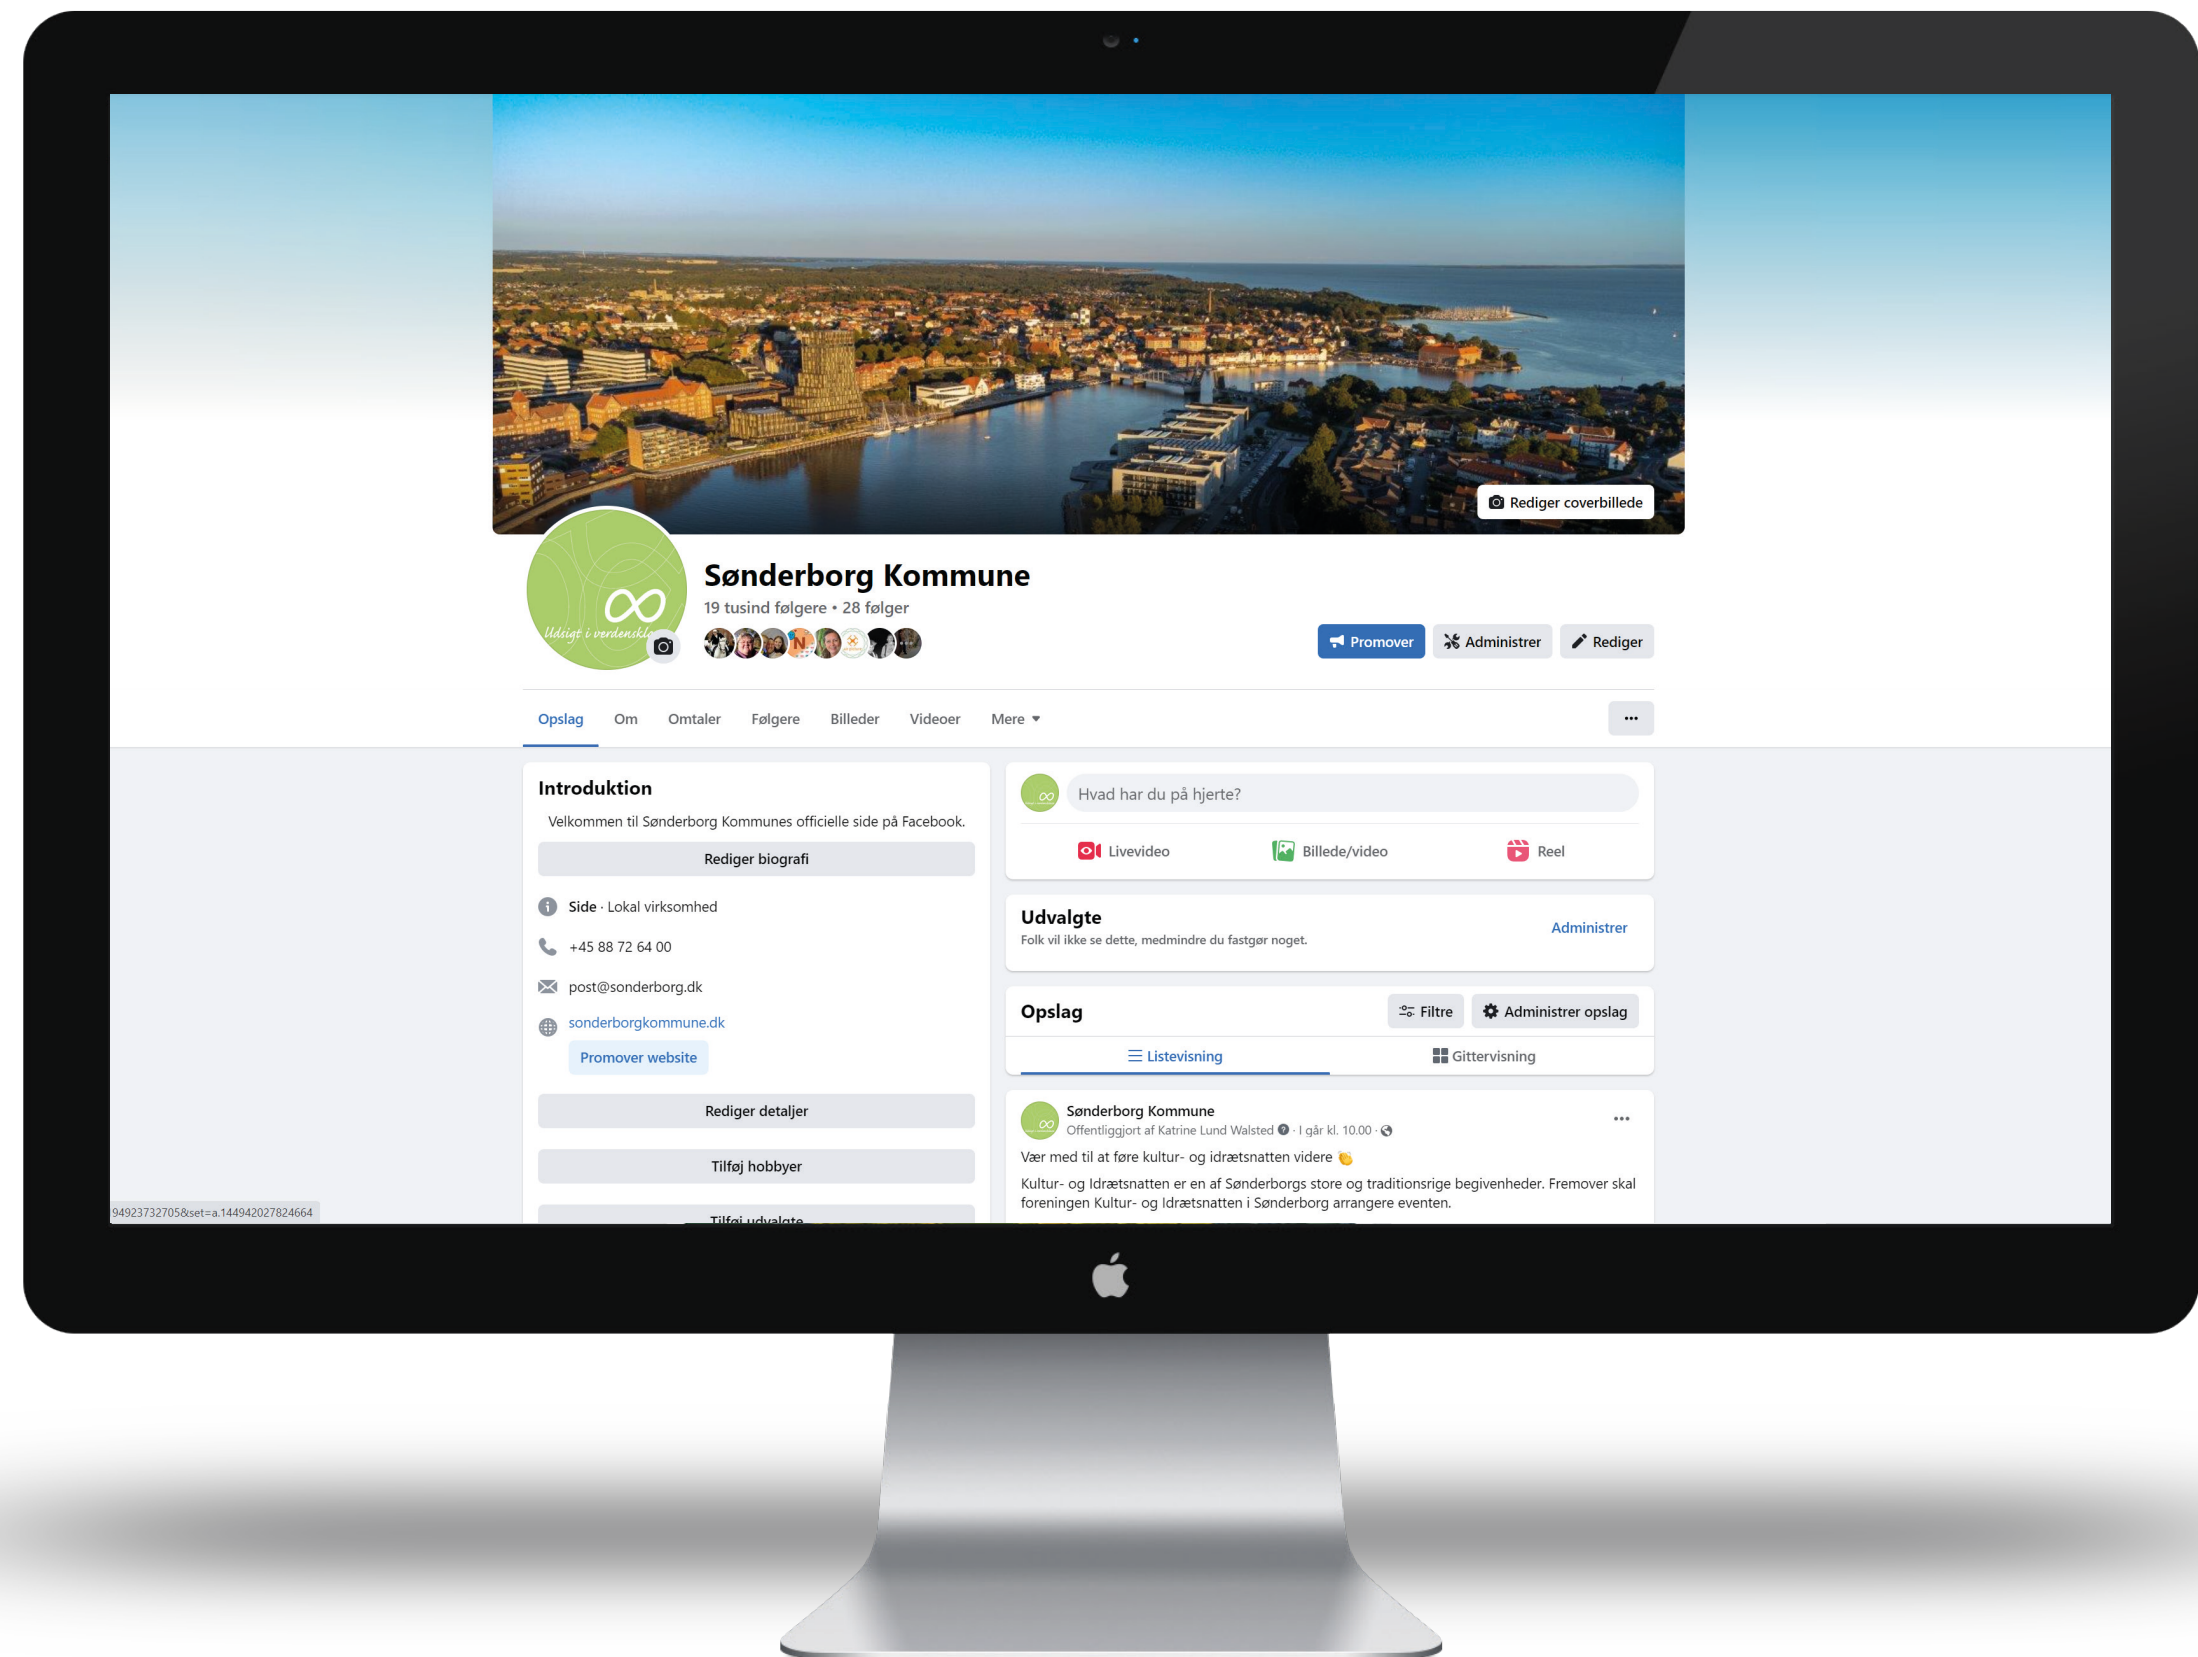 Rediger coverbillede
Udsigt i verdenskla
Sønderborg Kommune
19 tusind følgere • 28 følger
N
Promover
Administrer
Rediger
Opslag
Om
Omtaler
Følgere
Billeder
Videoer
Mere
Introduktion
Velkommen til Sønderborg Kommunes officielle side på Facebook.
Rediger biografi
Side · Lokal virksomhed
+45 88 72 64 00
post@sonderborg.dk
sonderborgkommune.dk
Promover website
Rediger detaljer
Tilføj hobbyer
Tilføj udvalgte
Hvad har du på hjerte?
Livevideo
Billede/video
Reel
Udvalgte
Folk vil ikke se dette, medmindre du fastgør noget.
Administrer
Opslag
Filtre
Administrer opslag
Listevisning
Gittervisning
Sønderborg Kommune
Offentliggjort af Katrine Lund Walsted · I går kl. 10.00 ·
Vær med til at føre kultur- og idrætsnatten videre 👏
Kultur- og Idrætsnatten er en af Sønderborgs store og traditionsrige begivenheder. Fremover skal
foreningen Kultur- og Idrætsnatten i Sønderborg arrangere eventen.
94923732705&set=a.144942027824664